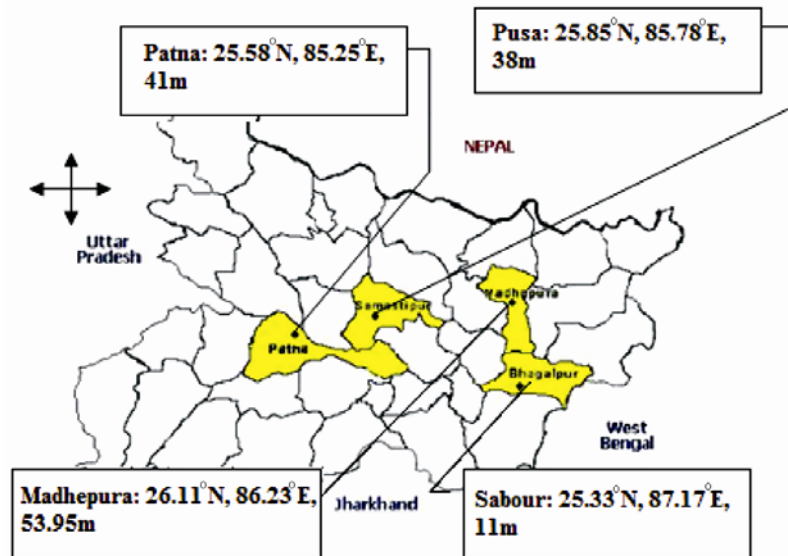 Patna: 25.58°N, 85.25°E,
41m
Pusa: 25.85°N, 85.78°E,
38m
NEPAL
Uttar
Pradesh
Samastipur
Madhepura
Patna
Bhagalpur
West
Bengal
Madhepura: 26.11°N, 86.23°E,
53.95m
Jharkhand
Sabour: 25.33°N, 87.17°E,
11m